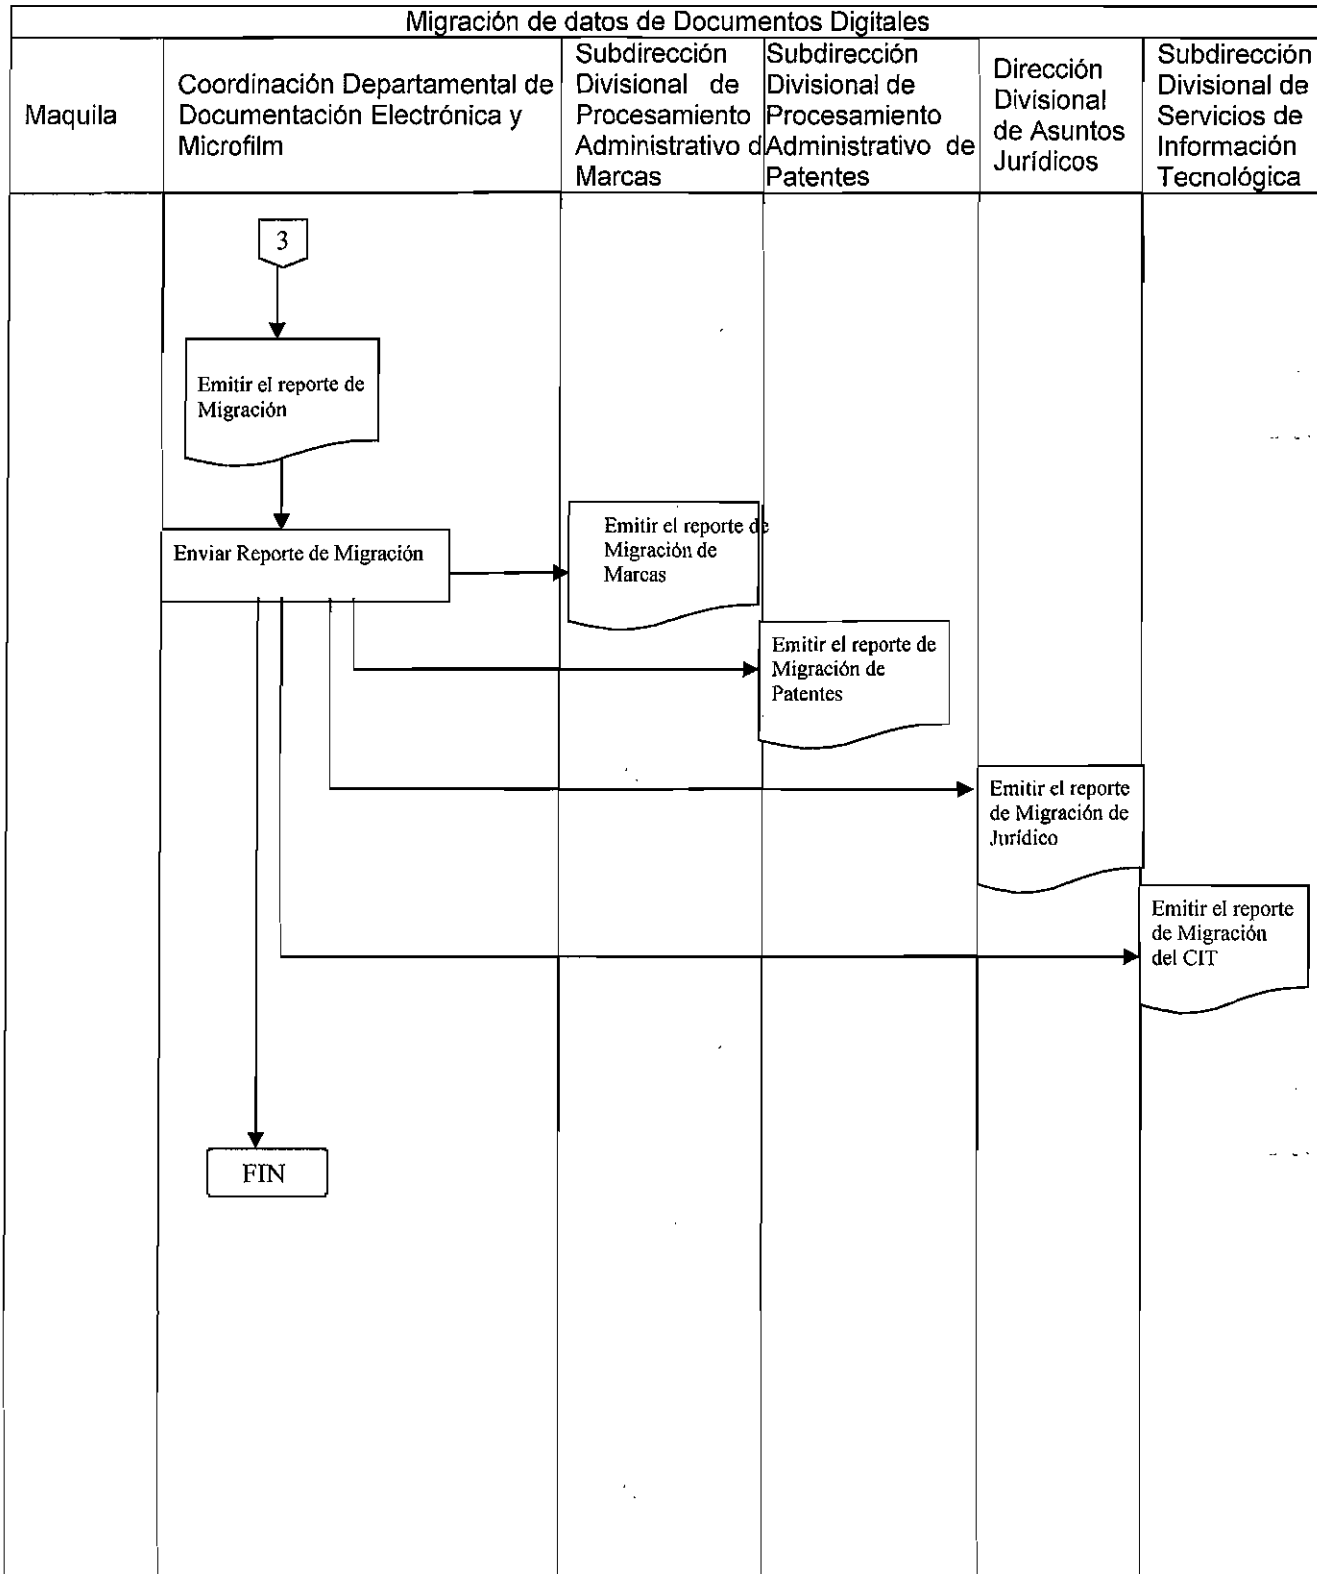 Migración de datos de Documentos Digitales
Maquila
Coordinación Departamental de
Documentación Electrónica y
Microfilm
Subdirección
Divisional de
Procesamiento
Administrativo d
Marcas
Subdirección
Divisional de
Procesamiento
Administrativo de
Patentes
Dirección
Divisional
de Asuntos
Jurídicos
Subdirección
Divisional de
Servicios de
Información
Tecnológica
3
Emitir el reporte de
Migración
Enviar Reporte de Migración
Emitir el reporte de
Migración de
Marcas
Emitir el reporte de
Migración de
Patentes
Emitir el reporte
de Migración de
Jurídico
Emitir el reporte
de Migración
del CIT
FIN